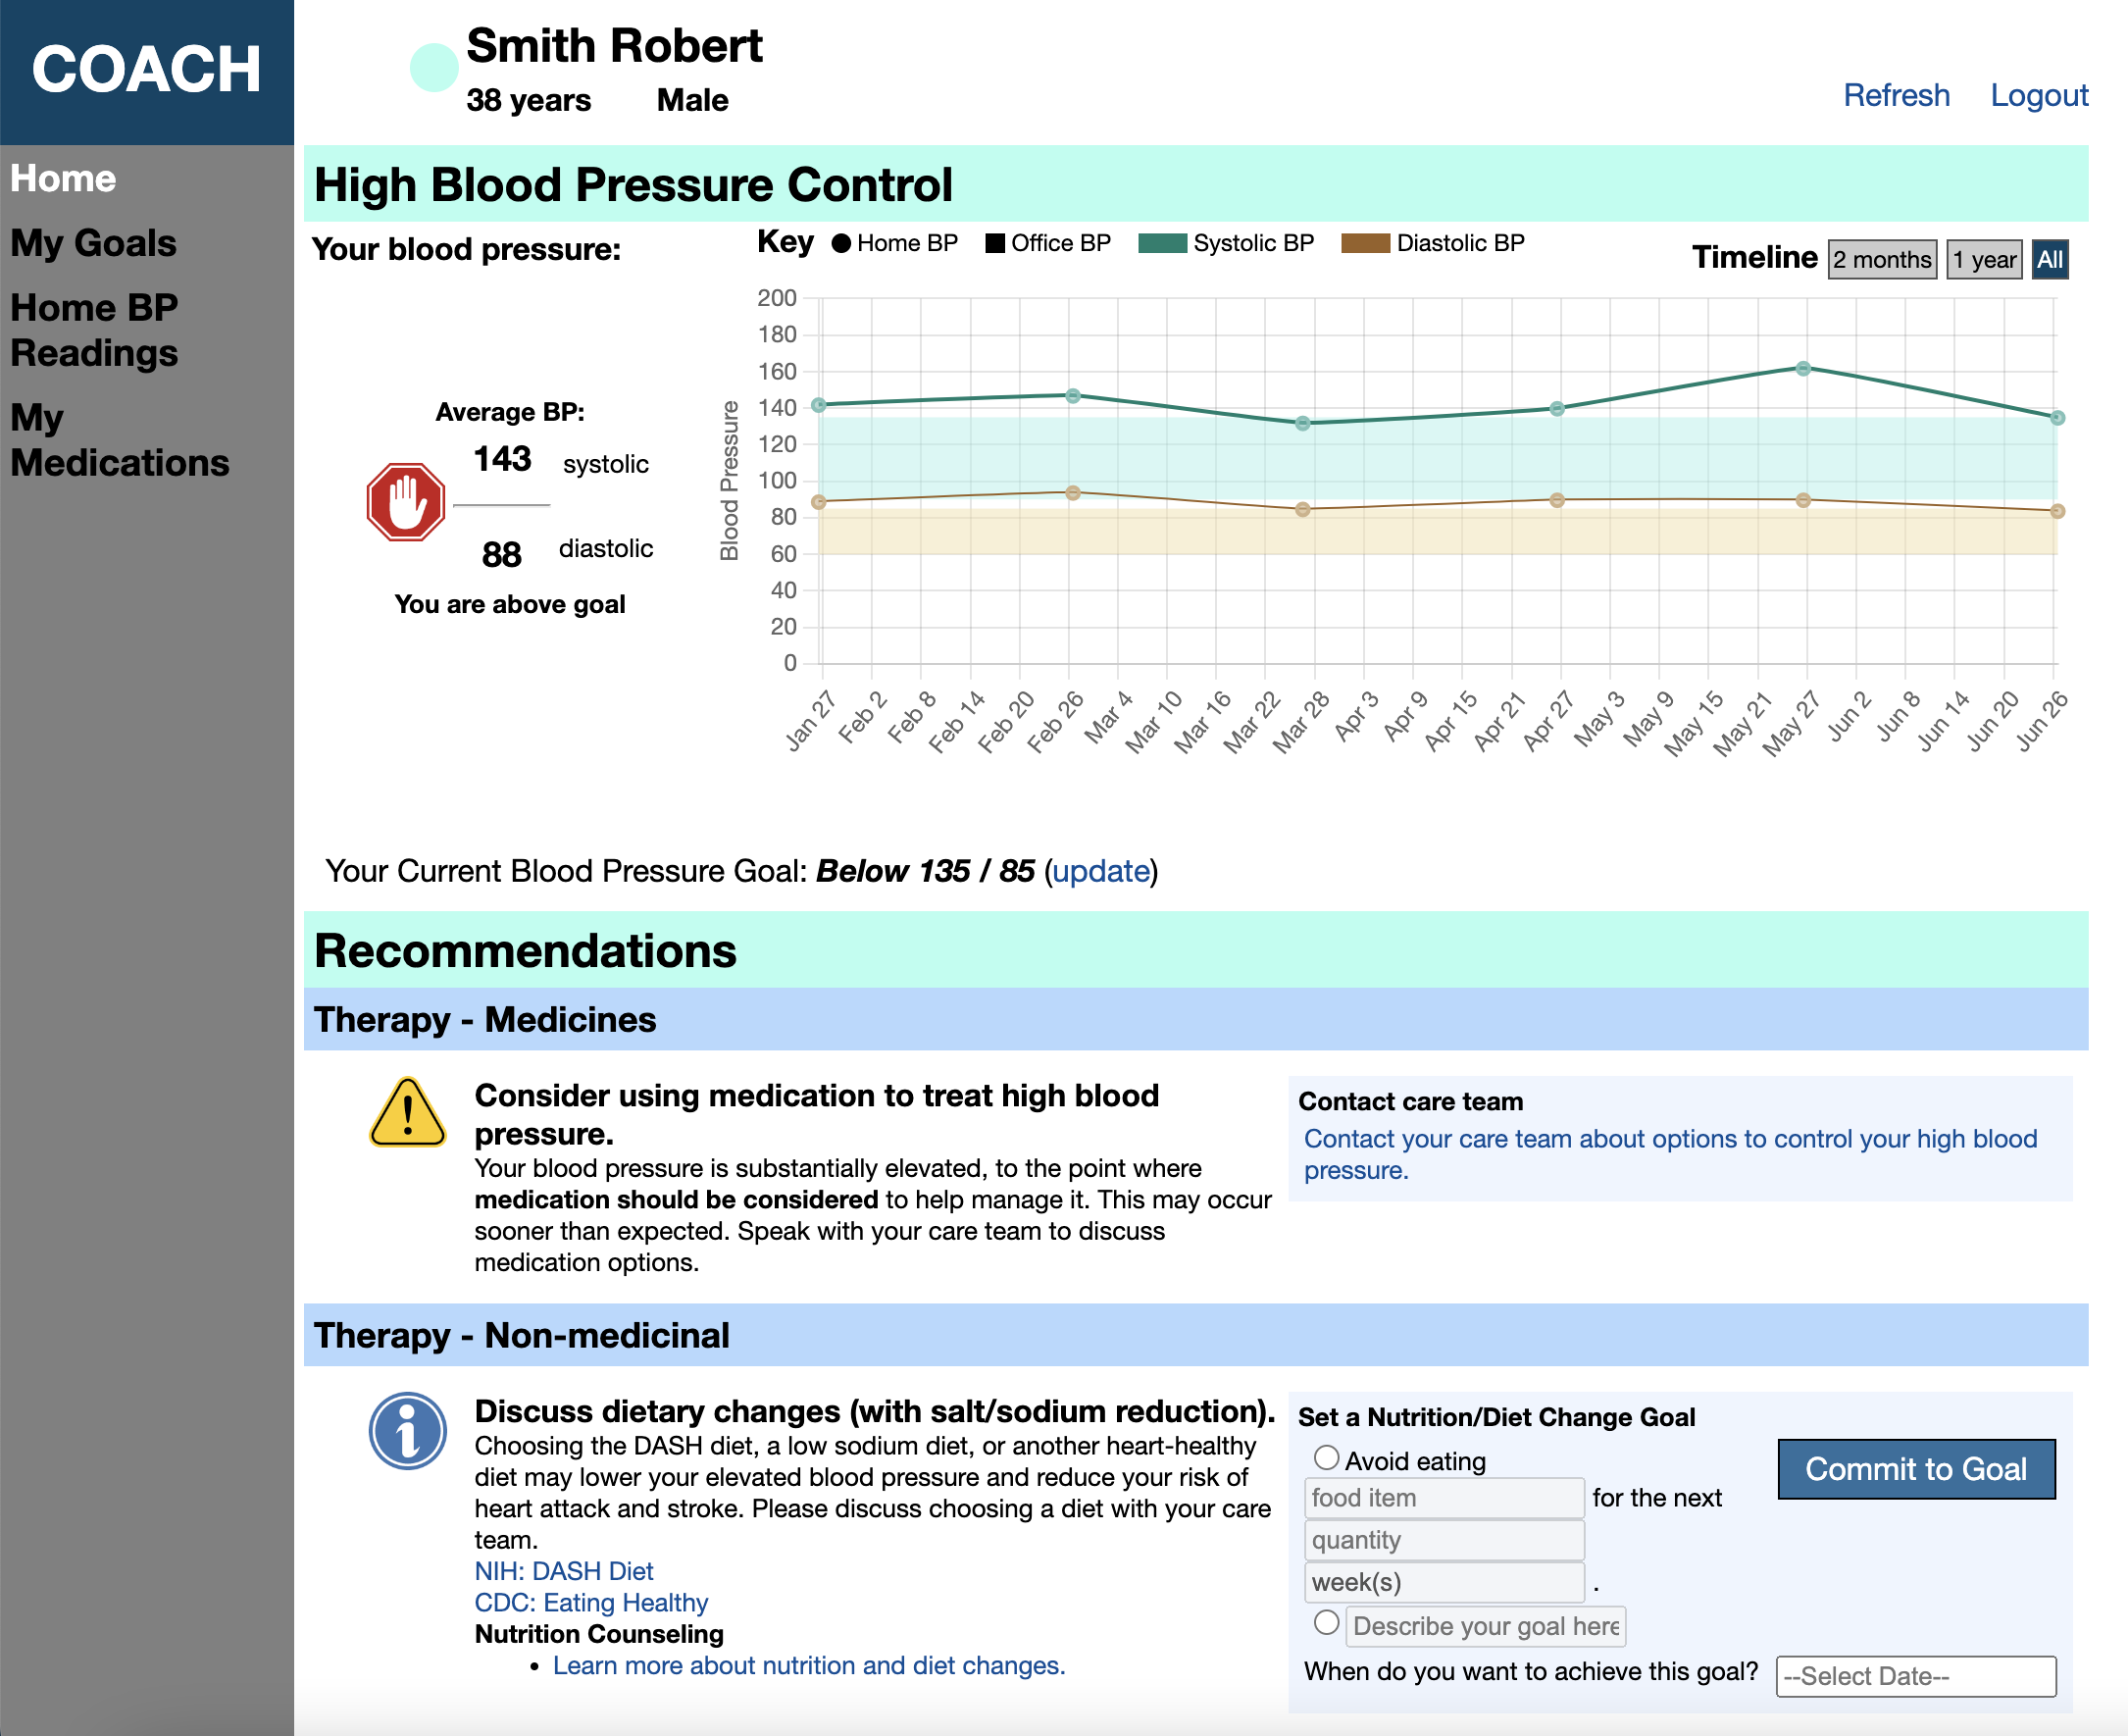 COACH
Smith Robert
38 years Male
Refresh Logout
Home
My Goals
Home BP
Readings
My
Medications
High Blood Pressure Control
Your blood pressure:
Key Home BP Office BP Systolic BP Diastolic BP
Timeline 2 months 1 year All
Average BP:
143 systolic
88 diastolic
You are above goal
Blood Pressure
200
180
160
140
120
100
80
60
40
20
0
Jan 27 Feb 2 Feb 8 Feb 14 Feb 20 Feb 26 Mar 4 Mar 10 Mar 16 Mar 22 Mar 28 Apr 3 Apr 9 Apr 15 Apr 21 Apr 27 May 3 May 9 May 15 May 21 May 27 Jun 2 Jun 8 Jun 14 Jun 20 Jun 26
Your Current Blood Pressure Goal: Below 135 / 85 (update)
Recommendations
Therapy - Medicines
!
Consider using medication to treat high blood
pressure.
Your blood pressure is substantially elevated, to the point where
medication should be considered to help manage it. This may occur
sooner than expected. Speak with your care team to discuss
medication options.
Contact care team
Contact your care team about options to control your high blood
pressure.
Therapy - Non-medicinal
i
Discuss dietary changes (with salt/sodium reduction).
Choosing the DASH diet, a low sodium diet, or another heart-healthy
diet may lower your elevated blood pressure and reduce your risk of
heart attack and stroke. Please discuss choosing a diet with your care
team.
NIH: DASH Diet
CDC: Eating Healthy
Nutrition Counseling
• Learn more about nutrition and diet changes.
Set a Nutrition/Diet Change Goal
Avoid eating
food item for the next
quantity
week(s) .
Describe your goal here
Commit to Goal
When do you want to achieve this goal? --Select Date--